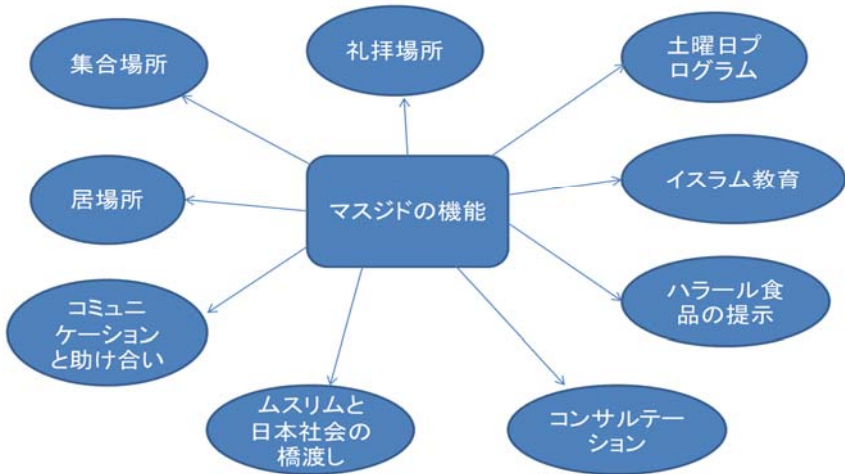 集合場所
礼拝場所
土曜日プ
ログラム
居場所
マスジドの機能
イスラム教育
コミュニ
ケーション
と助け合い
ハラール食
品の提示
ムスリムと
日本社会の
橋渡し
コンサルテー
ション